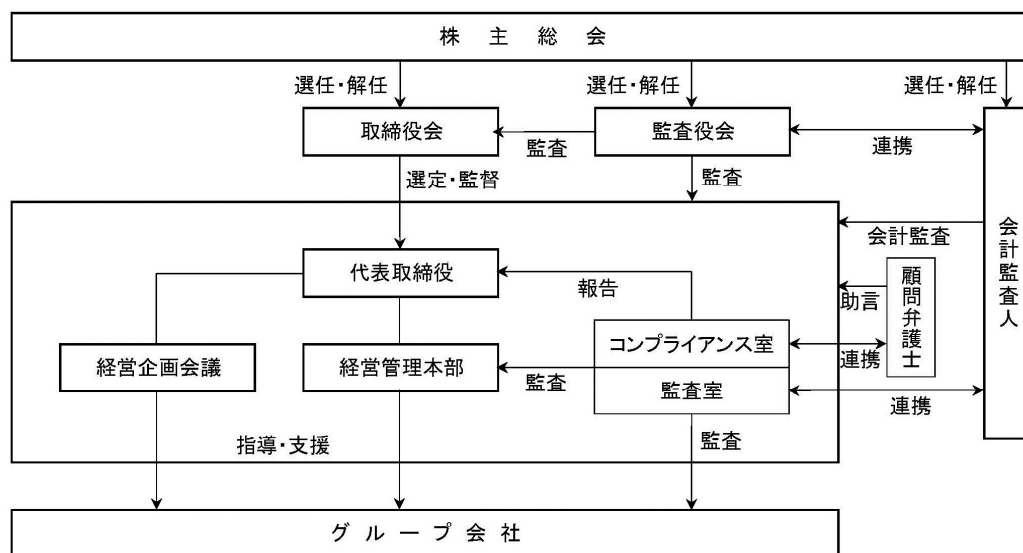 株主総会
選任・解任
選任・解任
選任・解任
取締役会
監査
監査役会
連携
選定・監督
監査
会計監査人
会計監査
代表取締役
報告
助言
顧問弁護士
経営企画会議
経営管理本部
監査
コンプライアンス室
連携
監査室
連携
指導・支援
監査
グループ会社